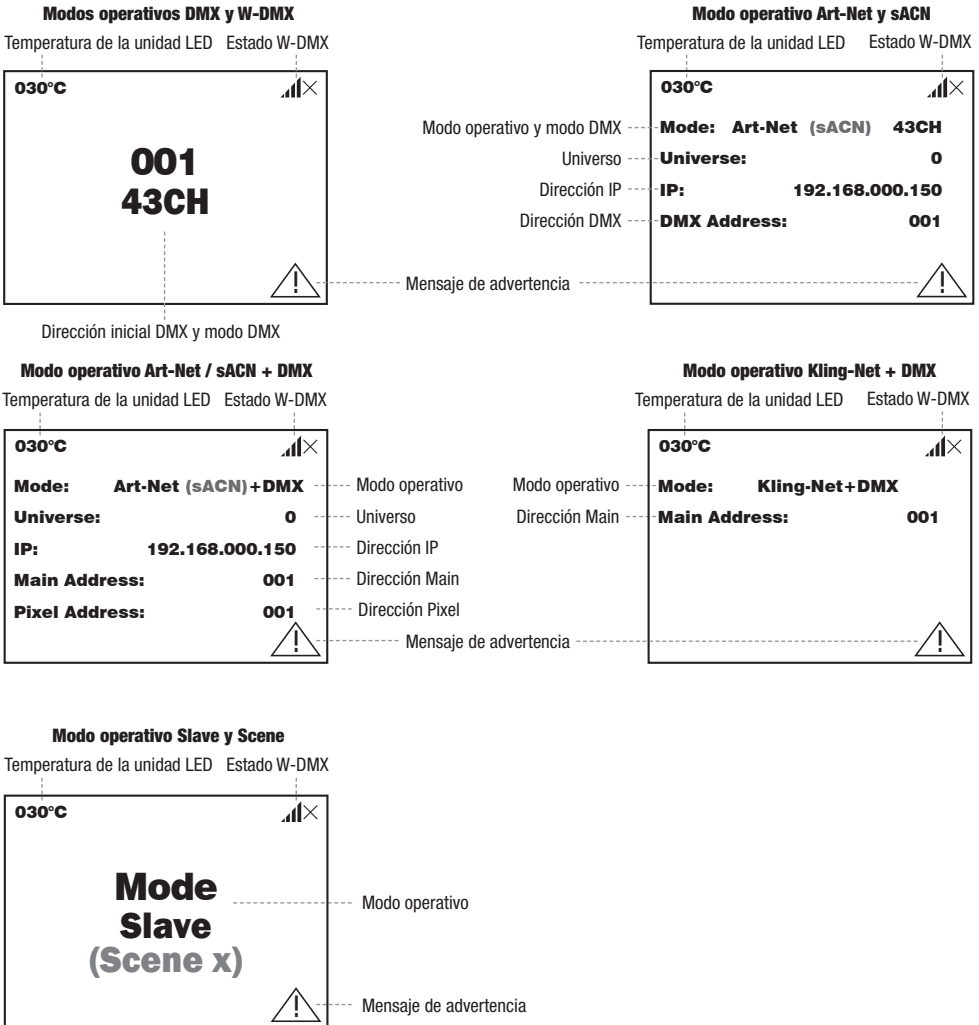 Modos operativos DMX y W-DMX
Temperatura de la unidad LED Estado W-DMX
030°C
001
43CH
Dirección inicial DMX y modo DMX
Modo operativo Art-Net y sACN
Temperatura de la unidad LED Estado W-DMX
030°C
Modo operativo y modo DMX Mode: Art-Net (sACN) 43CH
Universo Universe: 0
Dirección IP IP: 192.168.000.150
Dirección DMX DMX Address: 001
Mensaje de advertencia
Modo operativo Art-Net / sACN + DMX
Temperatura de la unidad LED Estado W-DMX
030°C
Mode: Art-Net (sACN)+DMX Modo operativo
Universe: 0 Universo
IP: 192.168.000.150 Dirección IP
Main Address: 001 Dirección Main
Pixel Address: 001 Dirección Pixel
Modo operativo Kling-Net + DMX
Temperatura de la unidad LED Estado W-DMX
030°C
Modo operativo Mode: Kling-Net+DMX
Dirección Main Main Address: 001
Mensaje de advertencia
Modo operativo Slave y Scene
Temperatura de la unidad LED Estado W-DMX
030°C
Mode
Slave
(Scene x)
Modo operativo
Mensaje de advertencia